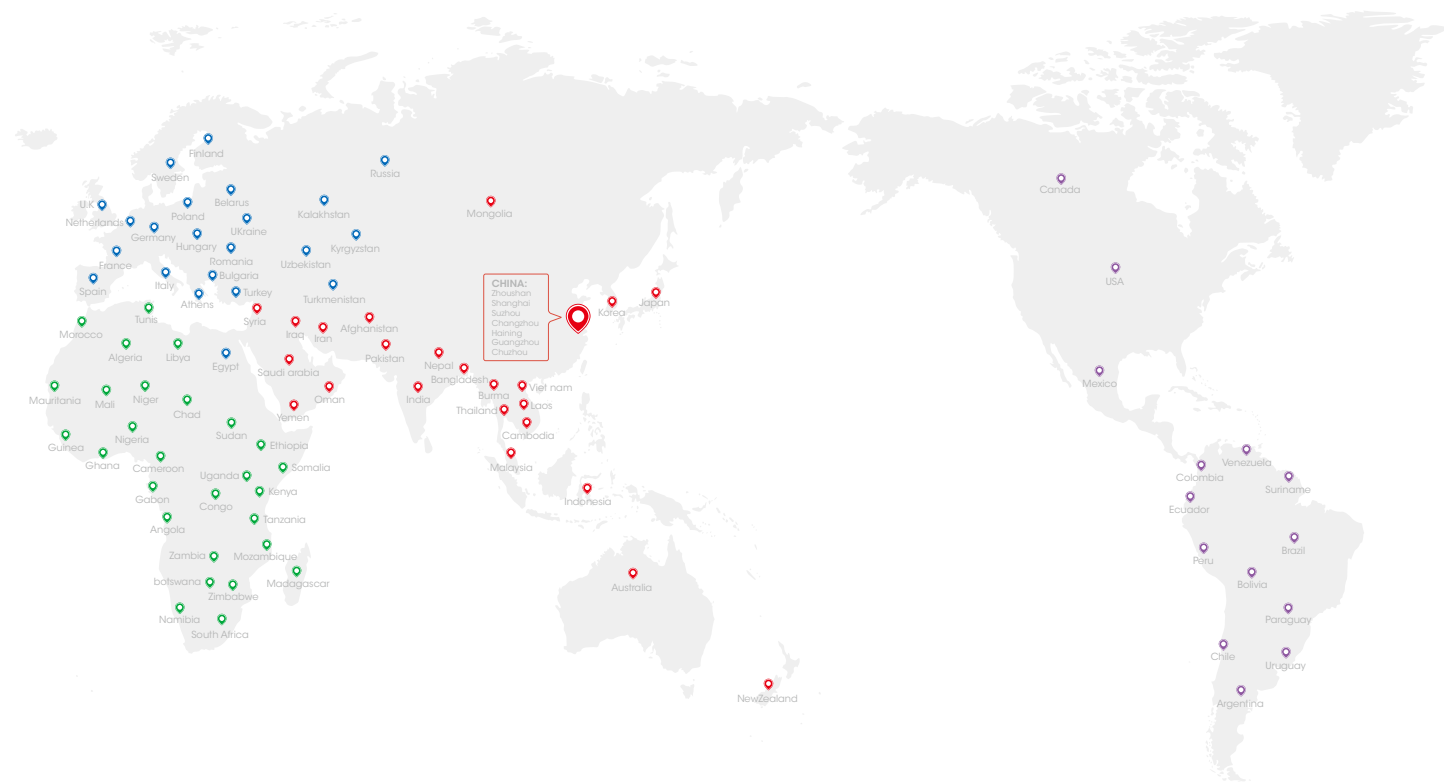 Finland
Sweden
Russia
U.K
Belarus
Kalakhstan
Mongolia
Canada
Netherlands
Poland
Germany
UKraine
Hungary
Kyrgyzstan
France
Romania
Uzbekistan
Italy
Bulgaria
Spain
Athens
Turkey
Turkmenistan
USA
CHINA:
Zhoushan
Shanghai
Suzhou
Changzhou
Haining
Guangzhou
Chuzhou
Korea
Japan
Tunis
Syria
Morocco
Iraq
Iran
Afghanistan
Algeria
Libya
Egypt
Saudi arabia
Pakistan
Nepal
Bangladesh
Mexico
Mauritania
Mali
Niger
Chad
Oman
India
Burma
Viet nam
Yemen
Thailand
Laos
Nigeria
Sudan
Cambodia
Guinea
Ghana
Cameroon
Ethiopia
Somalia
Malaysia
Venezuela
Colombia
Uganda
Kenya
Suriname
Gabon
Congo
Indonesia
Ecuador
Angola
Tanzania
Zambia
Mozambique
Brazil
Peru
botswana
Zimbabwe
Madagascar
Australia
Bolivia
Namibia
South Africa
Paraguay
Chile
Uruguay
NewZealand
Argentina